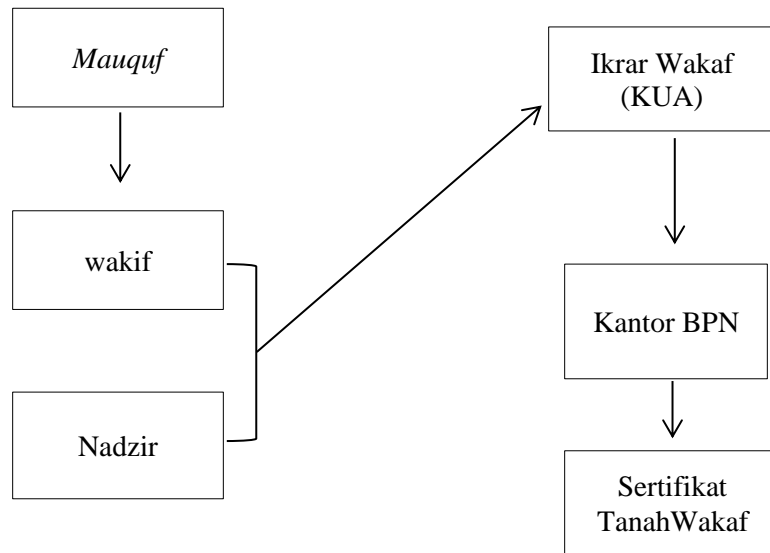 Mauquf
wakif
Nadzir
Ikrar Wakaf
(KUA)
Kantor BPN
Sertifikat
TanahWakaf